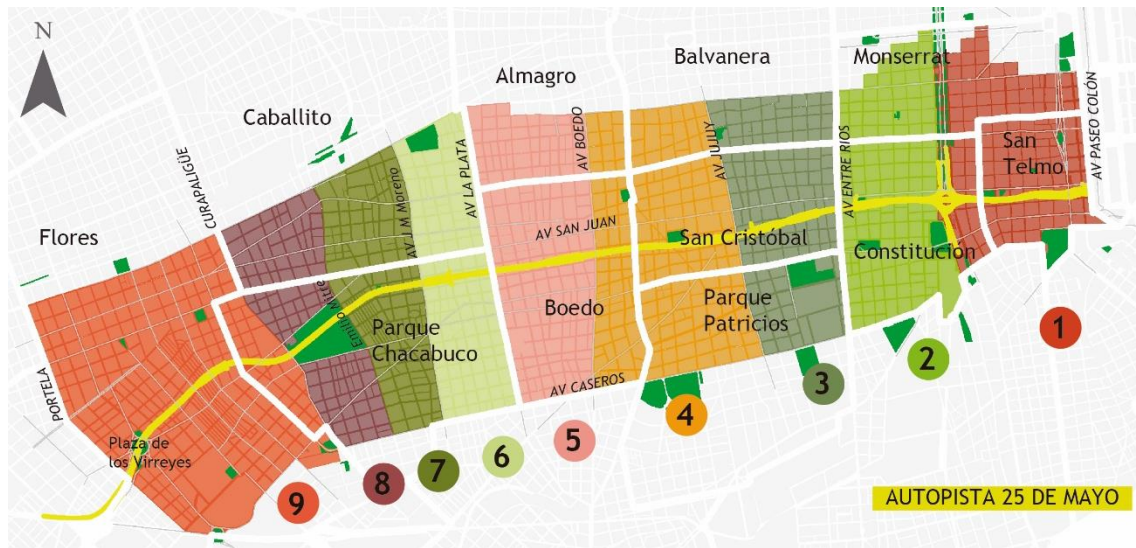 N
Almagro
Balvanera
Monserrat
Caballito
CURAPALIGÜE
AV J.M Moreno
AV LA PLATA
AV BOEDO
AV JUJUY
AV ENTRE RIOS
AV PASEO COLÓN
San
Telmo
Flores
AV SAN JUAN
San Cristóbal
Constitución
Emilio Mitre
Parque
Chacabuco
Boedo
Parque
Patricios
PORTELA
AV CASEROS
Plaza de
los Virreyes
1
2
3
4
5
6
7
8
9
AUTOPISTA 25 DE MAYO